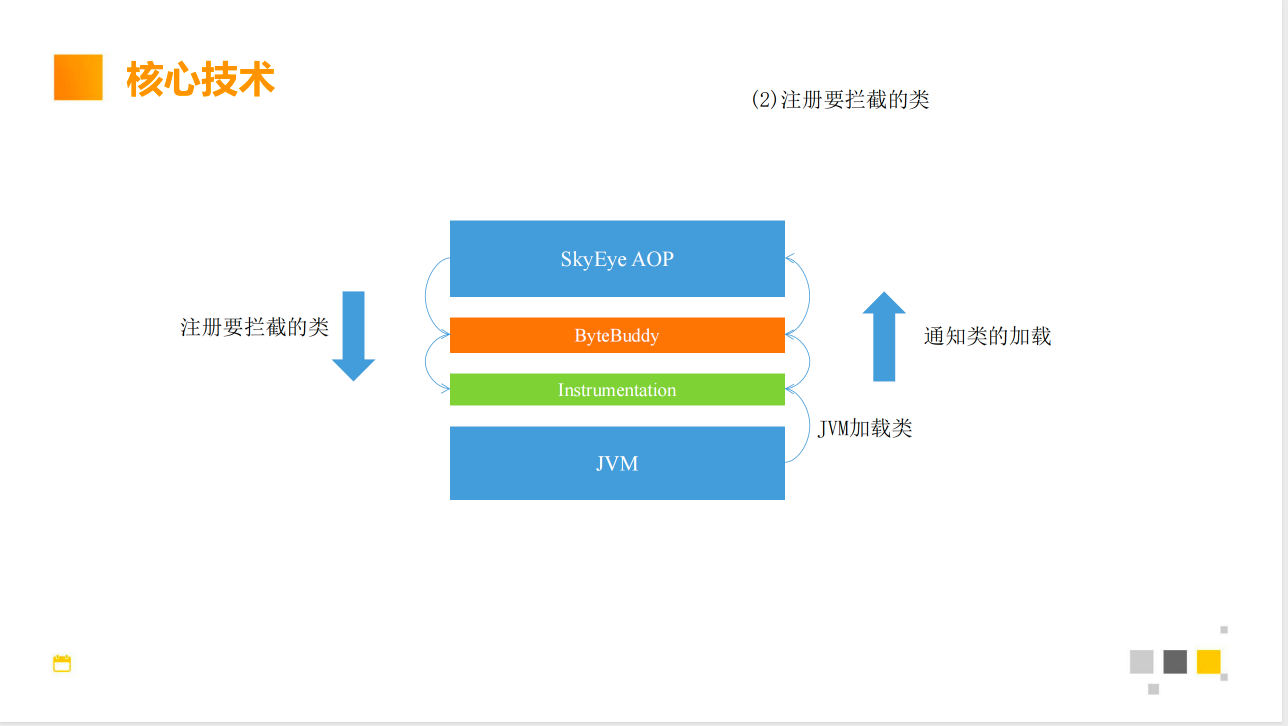 核心技术
(2)注册要拦截的类
SkyEye AOP
注册要拦截的类
ByteBuddy
通知类的加载
Instrumentation
JVM加载类
JVM